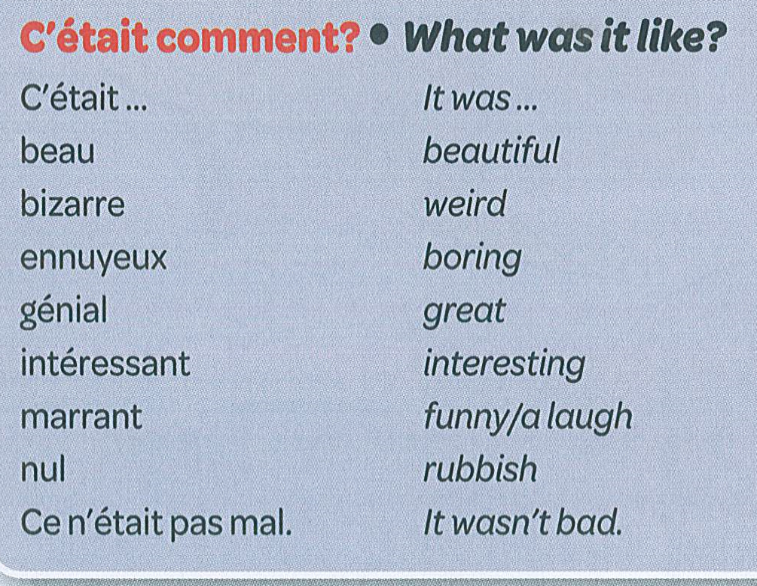 C'était comment? • What was it like?
C'était ... It was ...
beau beautiful
bizarre weird
ennuyeux boring
génial great
intéressant interesting
marrant funny/a laugh
nul rubbish
Ce n'était pas mal. It wasn't bad.